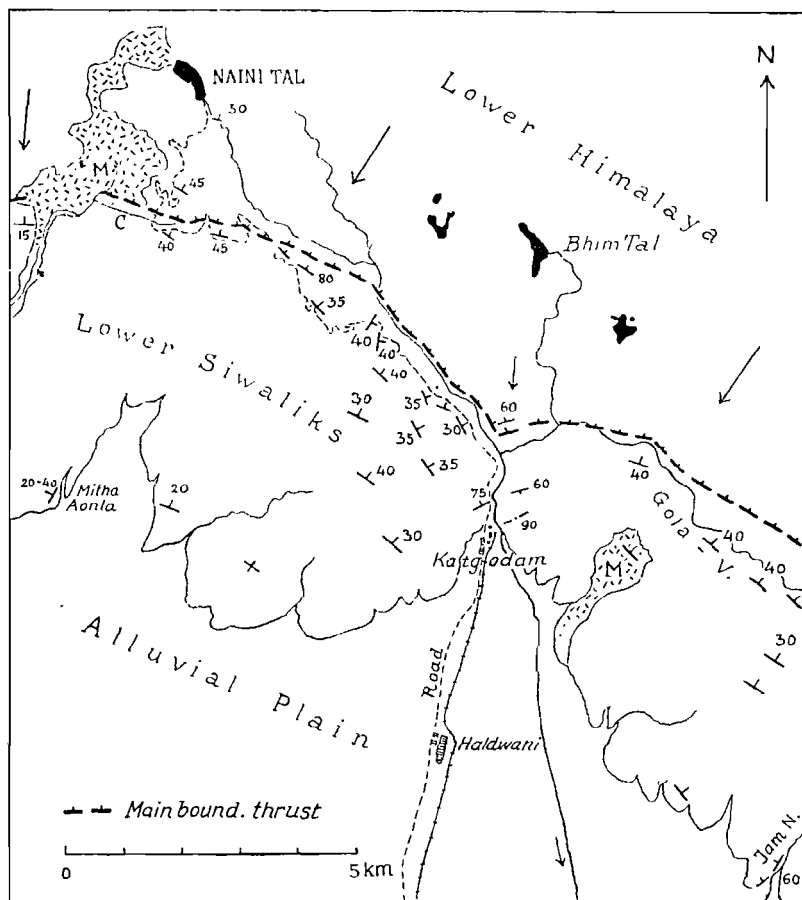 N
NAINI TAL
30
Lower Himalaya
M
45
15
C
40
45
80
Bhim Tal
35
40
40
40
Lower Siwaliks
30
35
35
30
60
40
35
40
20-40
Mitha
Aonla
20
75
60
90
30
Katgodam
Gola V.
40
40
M
30
Alluvial Plain
Road
Haldwani
Jam N.
60
Main bound. thrust
0
5 km